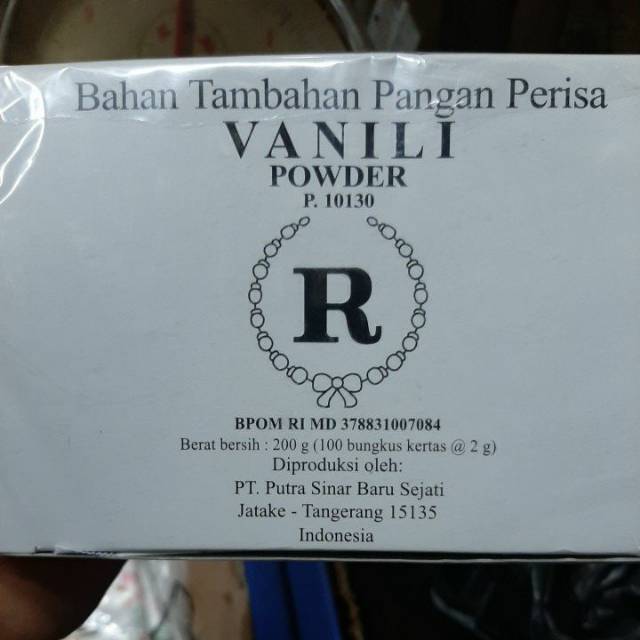 Bahan Tambahan Pangan Perisa
VANILI
POWDER
P. 10130
R
BPOM RI MD 378831007084
Berat bersih : 200 g (100 bungkus kertas @ 2 g)
Diproduksi oleh:
PT. Putra Sinar Baru Sejati
Jatake - Tangerang 15135
Indonesia